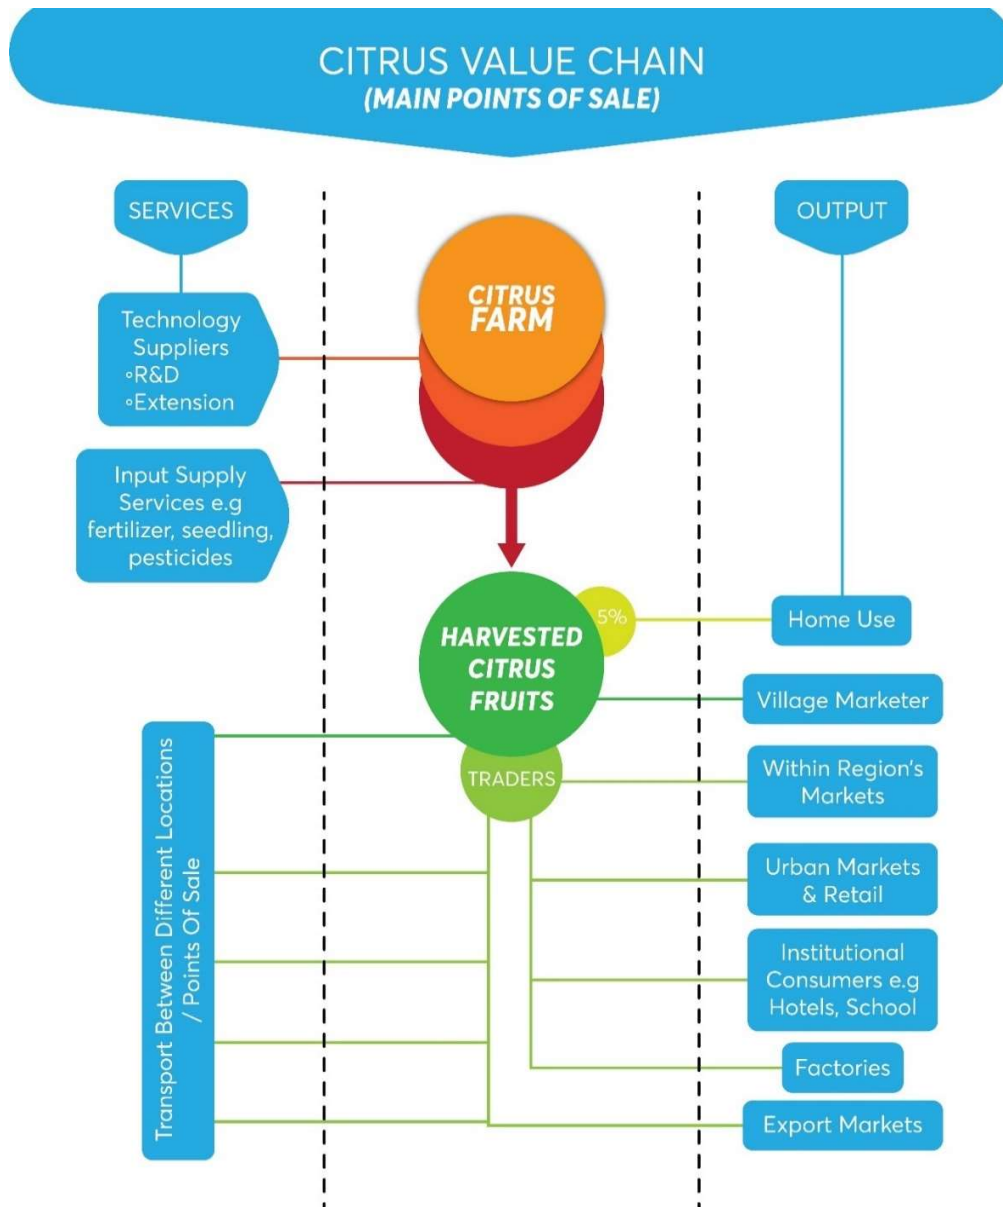 CITRUS VALUE CHAIN
(MAIN POINTS OF SALE)
SERVICES
OUTPUT
CITRUS
FARM
Technology
Suppliers
◦R&D
◦Extension
Input Supply
Services e.g
fertilizer, seedling,
pesticides
5%
Home Use
HARVESTED
CITRUS
FRUITS
Village Marketer
TRADERS
Within Region's
Markets
Transport Between Different Locations
/ Points Of Sale
Urban Markets
& Retail
Institutional
Consumers e.g
Hotels, School
Factories
Export Markets